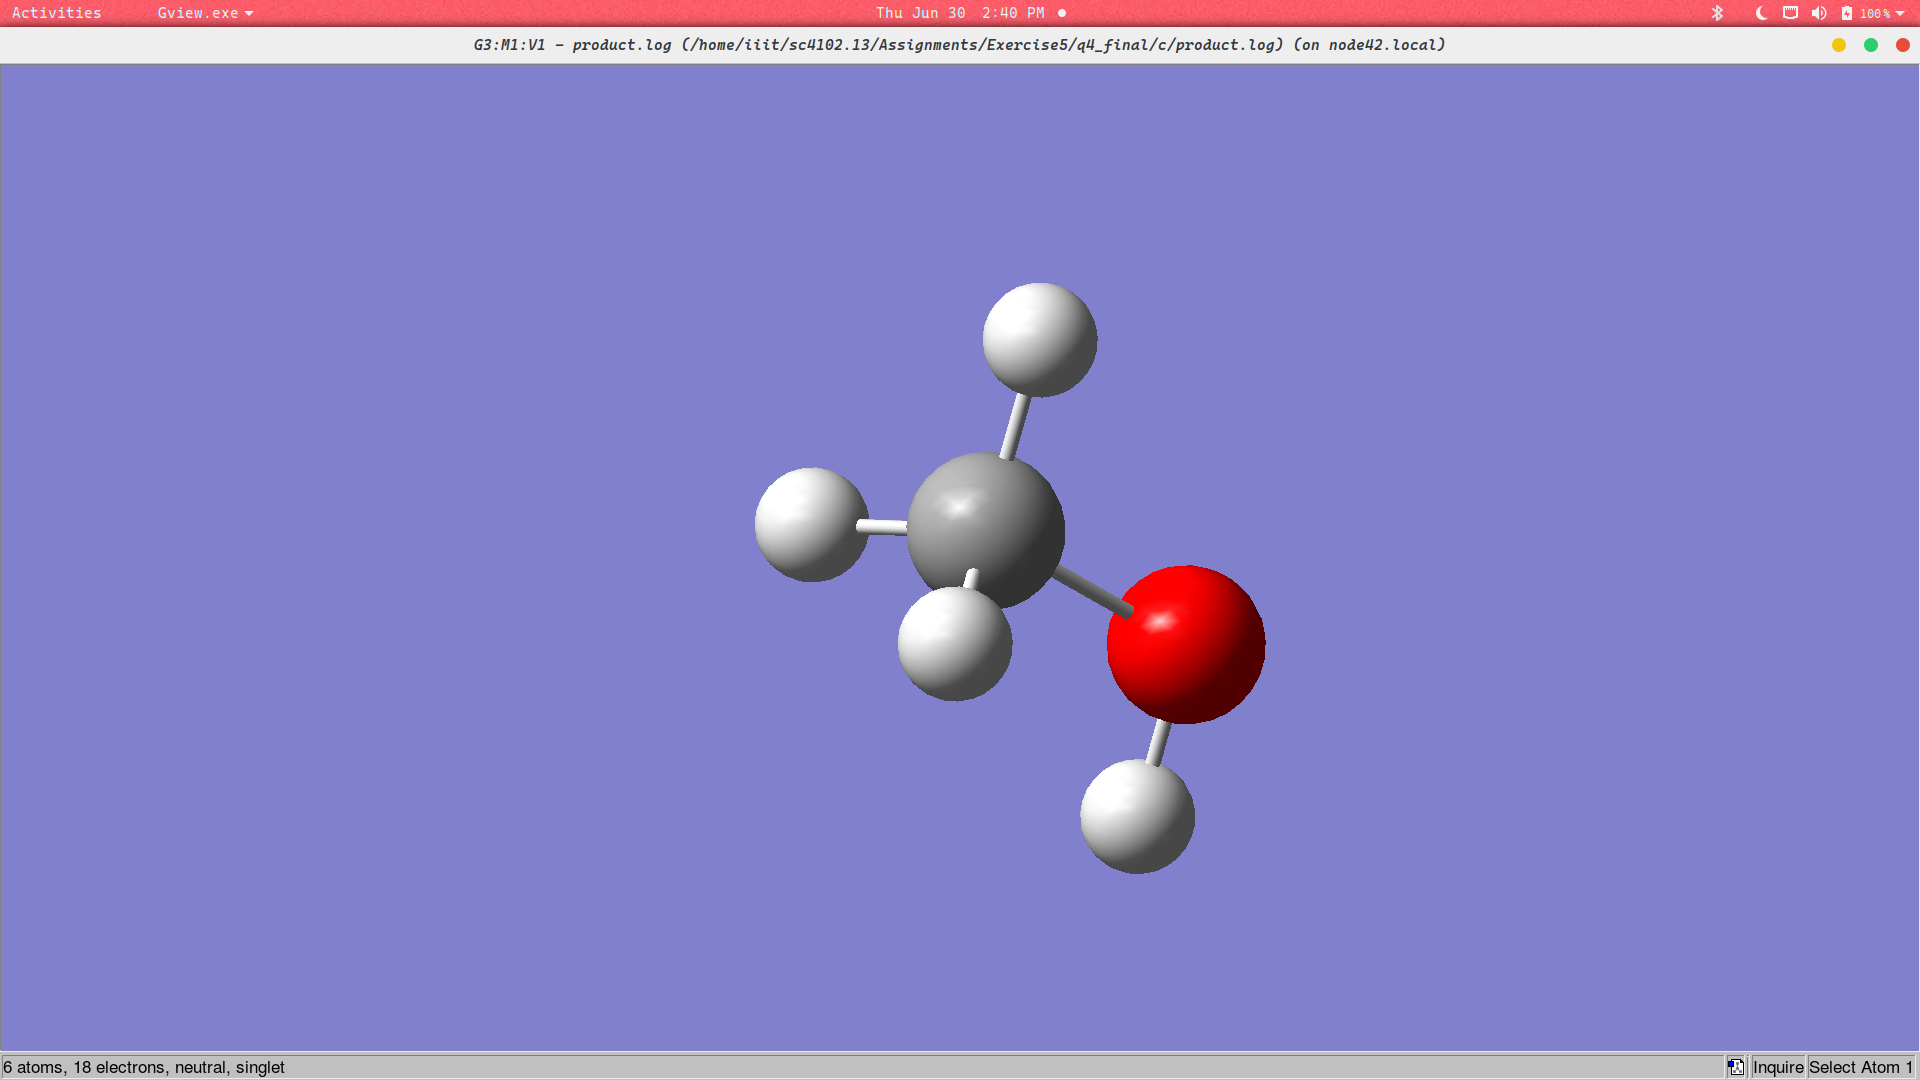 Activities Gview.exe Thu Jun 30 2:40 PM 100%
G3:M1:V1 – product.log (/home/iiit/sc4102.13/Assignments/Exercise5/q4_final/c/product.log) (on node42.local)
6 atoms, 18 electrons, neutral, singlet Inquire Select Atom 1